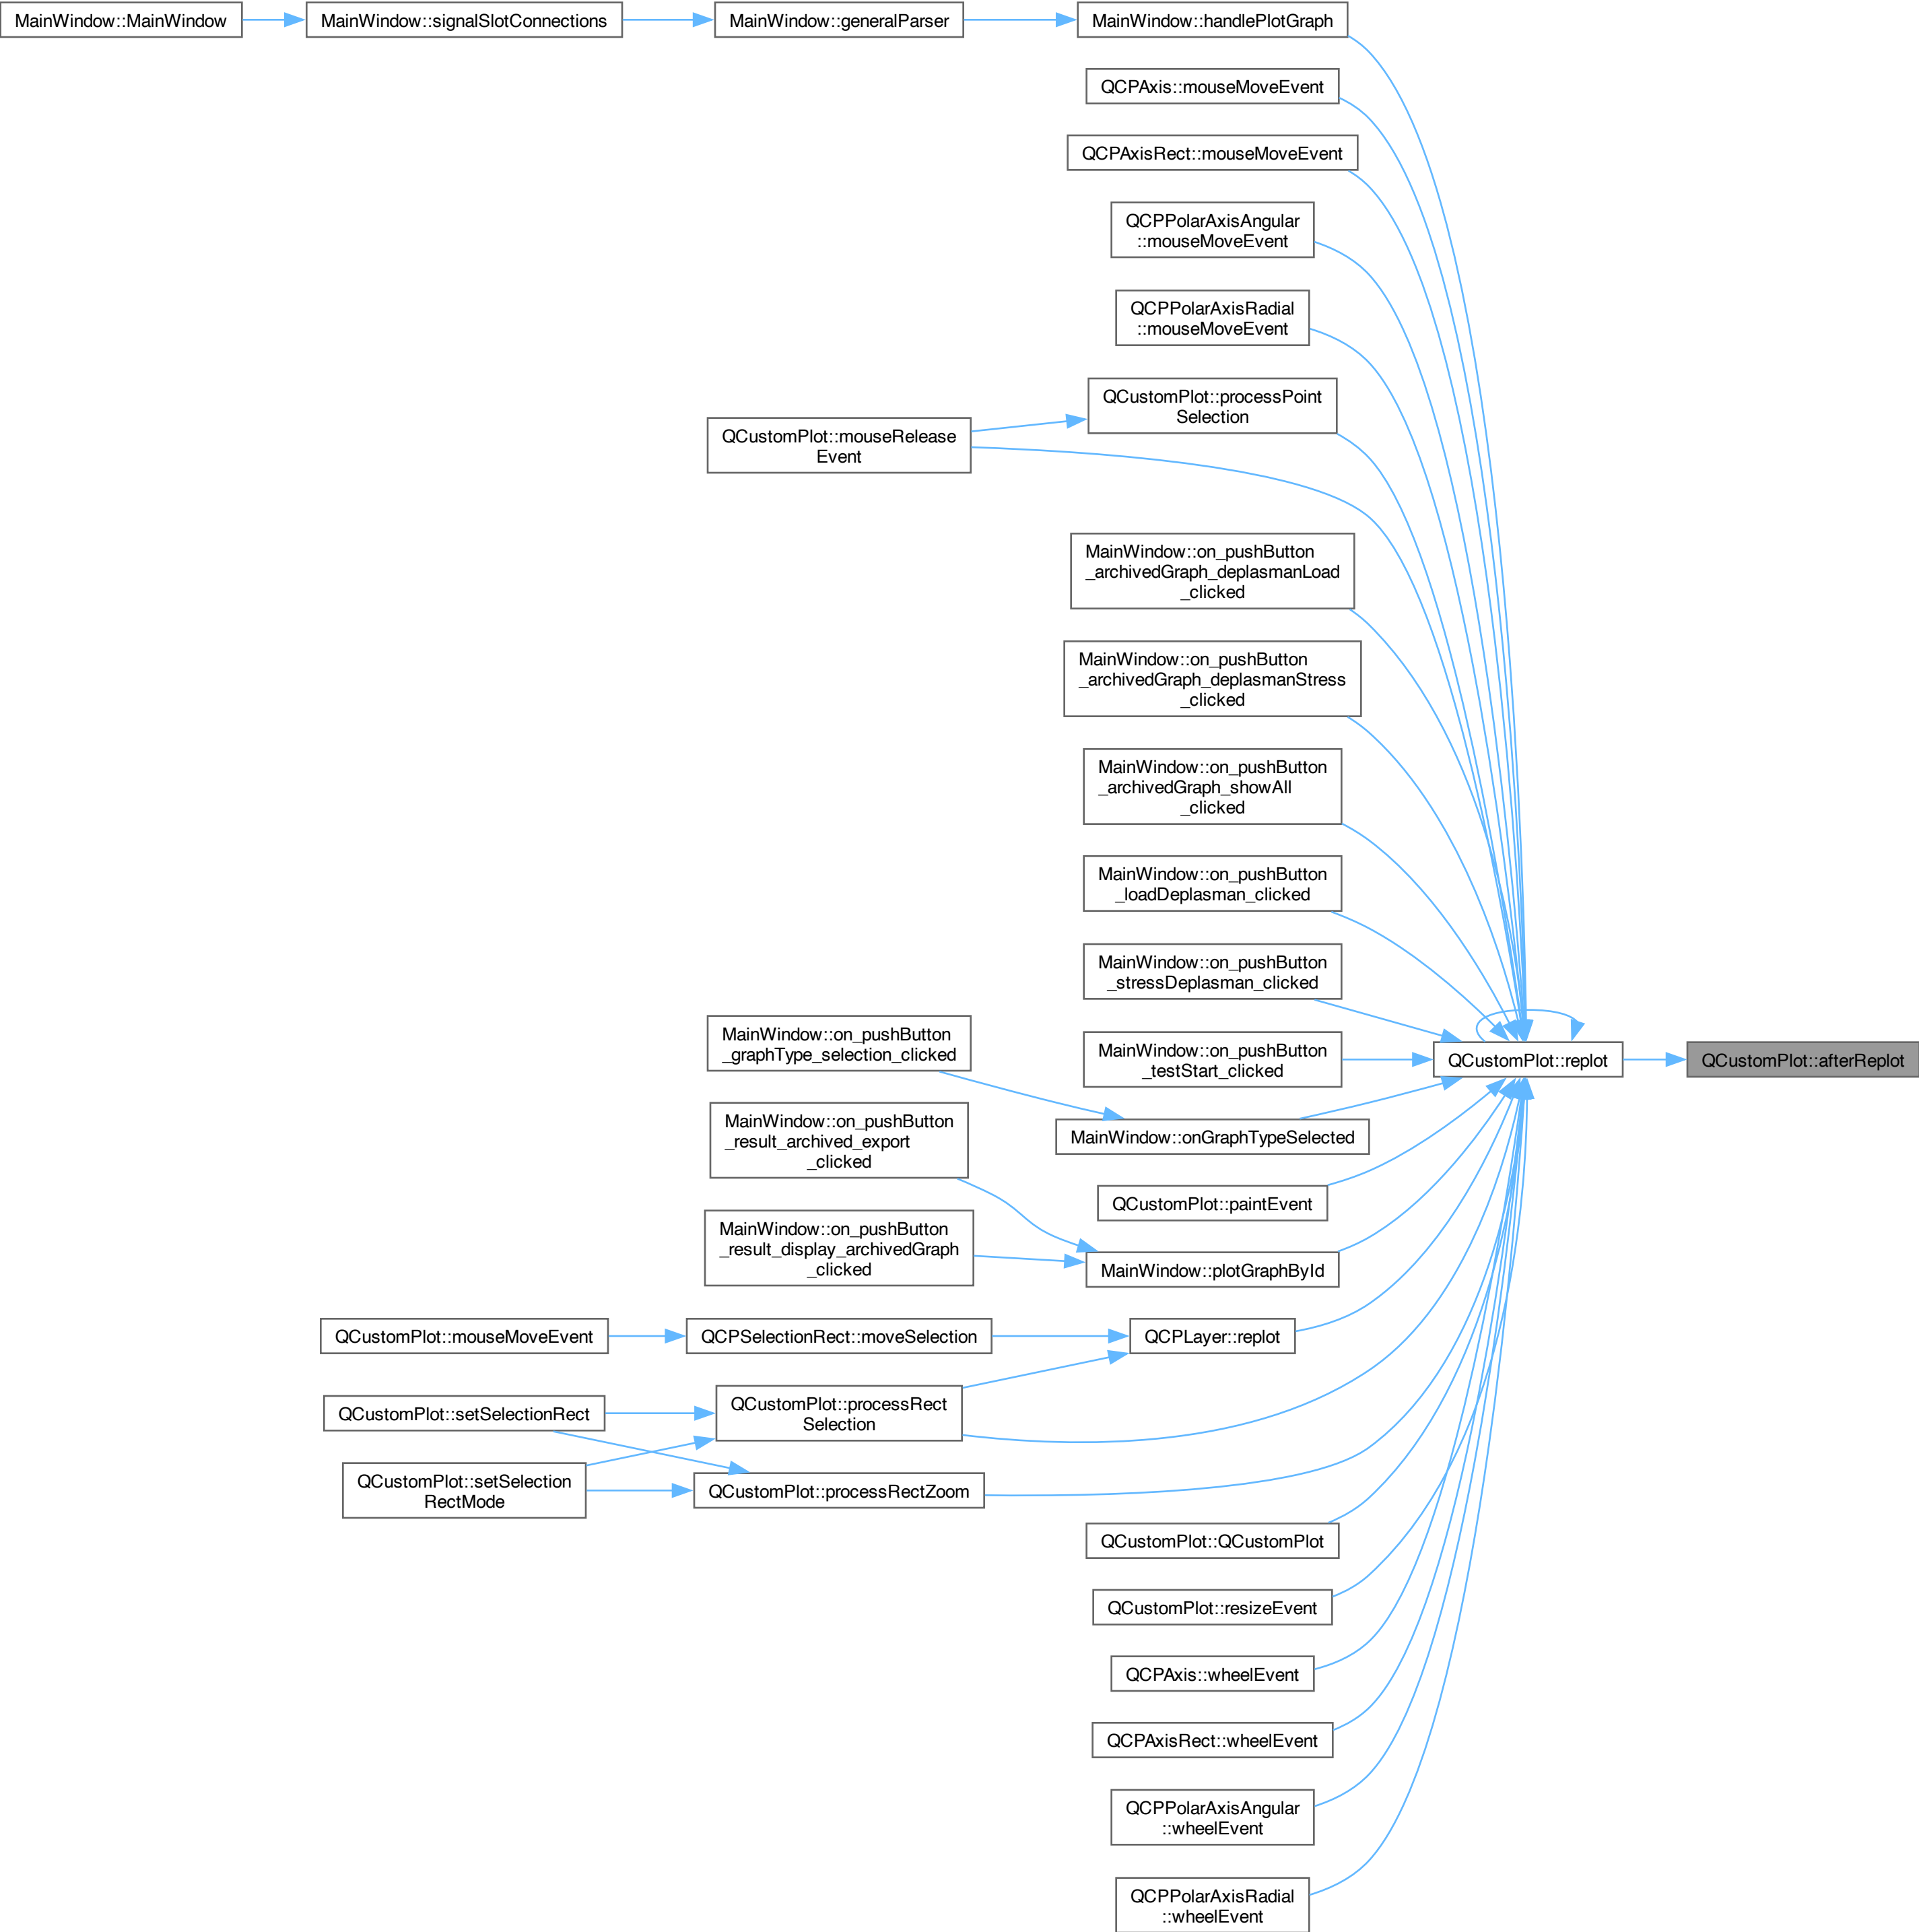 MainWindow::MainWindow
MainWindow::signalSlotConnections
MainWindow::generalParser
MainWindow::handlePlotGraph
QCPAxis::mouseMoveEvent
QCPAxisRect::mouseMoveEvent
QCPPolarAxisAngular
::mouseMoveEvent
QCPPolarAxisRadial
::mouseMoveEvent
QCustomPlot::processPoint
Selection
QCustomPlot::mouseRelease
Event
MainWindow::on_pushButton
_archivedGraph_deplasmanLoad
_clicked
MainWindow::on_pushButton
_archivedGraph_deplasmanStress
_clicked
MainWindow::on_pushButton
_archivedGraph_showAll
_clicked
MainWindow::on_pushButton
_loadDeplasman_clicked
MainWindow::on_pushButton
_stressDeplasman_clicked
MainWindow::on_pushButton
_graphType_selection_clicked
MainWindow::on_pushButton
_testStart_clicked
QCustomPlot::replot
QCustomPlot::afterReplot
MainWindow::onGraphTypeSelected
MainWindow::on_pushButton
_result_archived_export
_clicked
QCustomPlot::paintEvent
MainWindow::on_pushButton
_result_display_archivedGraph
_clicked
MainWindow::plotGraphById
QCustomPlot::mouseMoveEvent
QCPSelectionRect::moveSelection
QCPLayer::replot
QCustomPlot::setSelectionRect
QCustomPlot::processRect
Selection
QCustomPlot::setSelection
RectMode
QCustomPlot::processRectZoom
QCustomPlot::QCustomPlot
QCustomPlot::resizeEvent
QCPAxis::wheelEvent
QCPAxisRect::wheelEvent
QCPPolarAxisAngular
::wheelEvent
QCPPolarAxisRadial
::wheelEvent